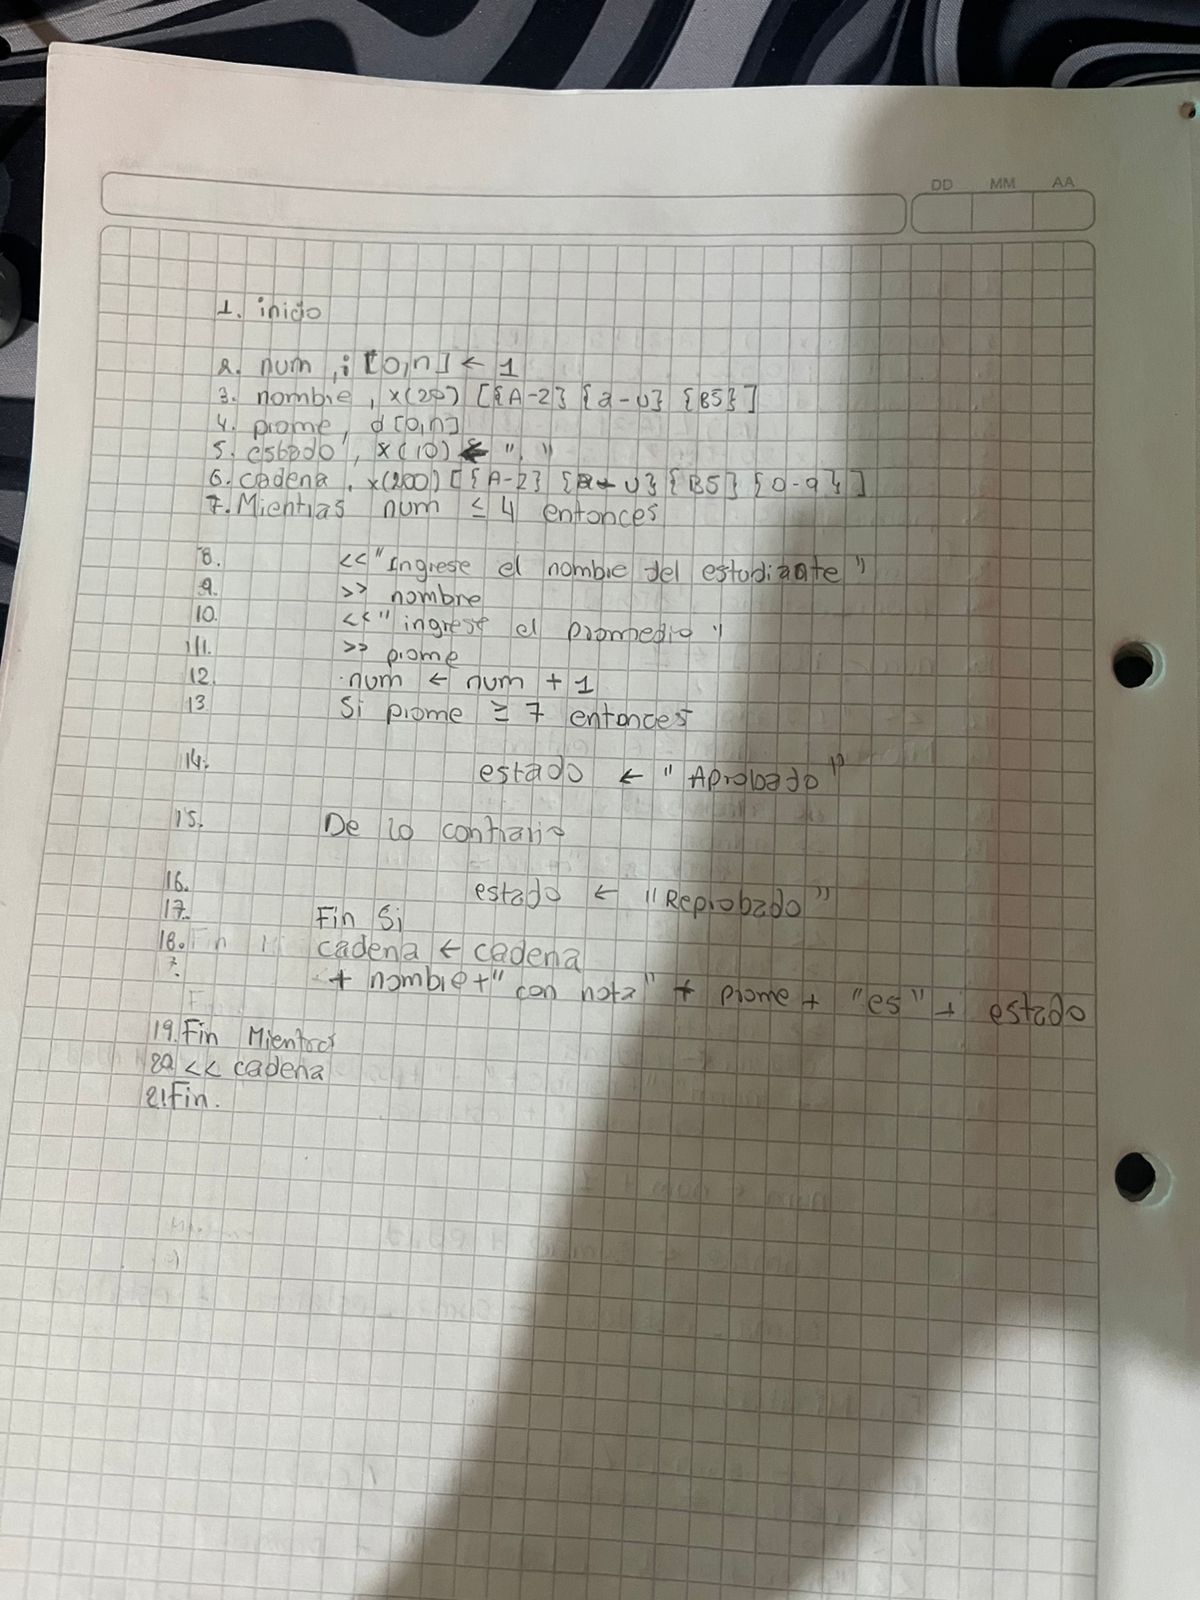 DD MM AA
1. inicio
2. num , i [0,n] ← 1
3. nombre , x(20) [{A-Z} {a-u} {BS}]
4. prome, d [0,n]
5. estado , x(10) ← " "
6. cadena , x(200) [{A-Z} {a-u} {BS} {0-9}]
7. Mientras num ≤ 4 entonces
8. << "Ingrese el nombre del estudiante"
9. >> nombre
10. << "ingrese el promedio"
11. >> prome
12. num ← num + 1
13. Si prome ≥ 7 entonces
14. estado ← "Aprobado"
15. De lo contrario
16. estado ← "Reprobado"
17. Fin Si
18. cadena ← cadena
+ nombre + "con nota" + prome + "es" + estado
19. Fin Mientras
20 << cadena
21 Fin.